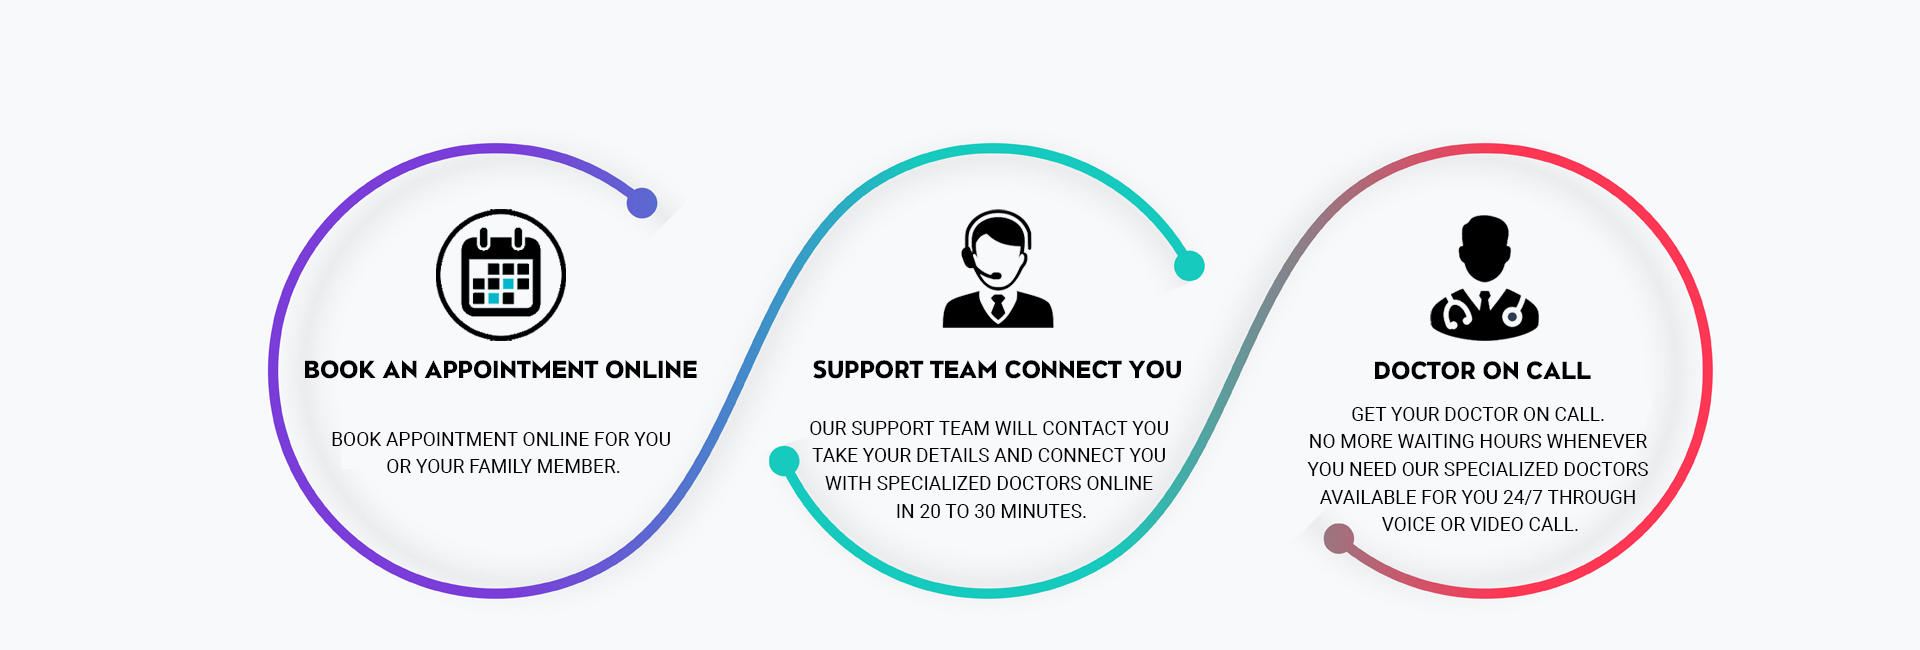 BOOK AN APPOINTMENT ONLINE
BOOK APPOINTMENT ONLINE FOR YOU
OR YOUR FAMILY MEMBER.
SUPPORT TEAM CONNECT YOU
OUR SUPPORT TEAM WILL CONTACT YOU
TAKE YOUR DETAILS AND CONNECT YOU
WITH SPECIALIZED DOCTORS ONLINE
IN 20 TO 30 MINUTES.
DOCTOR ON CALL
GET YOUR DOCTOR ON CALL.
NO MORE WAITING HOURS WHENEVER
YOU NEED OUR SPECIALIZED DOCTORS
AVAILABLE FOR YOU 24/7 THROUGH
VOICE OR VIDEO CALL.